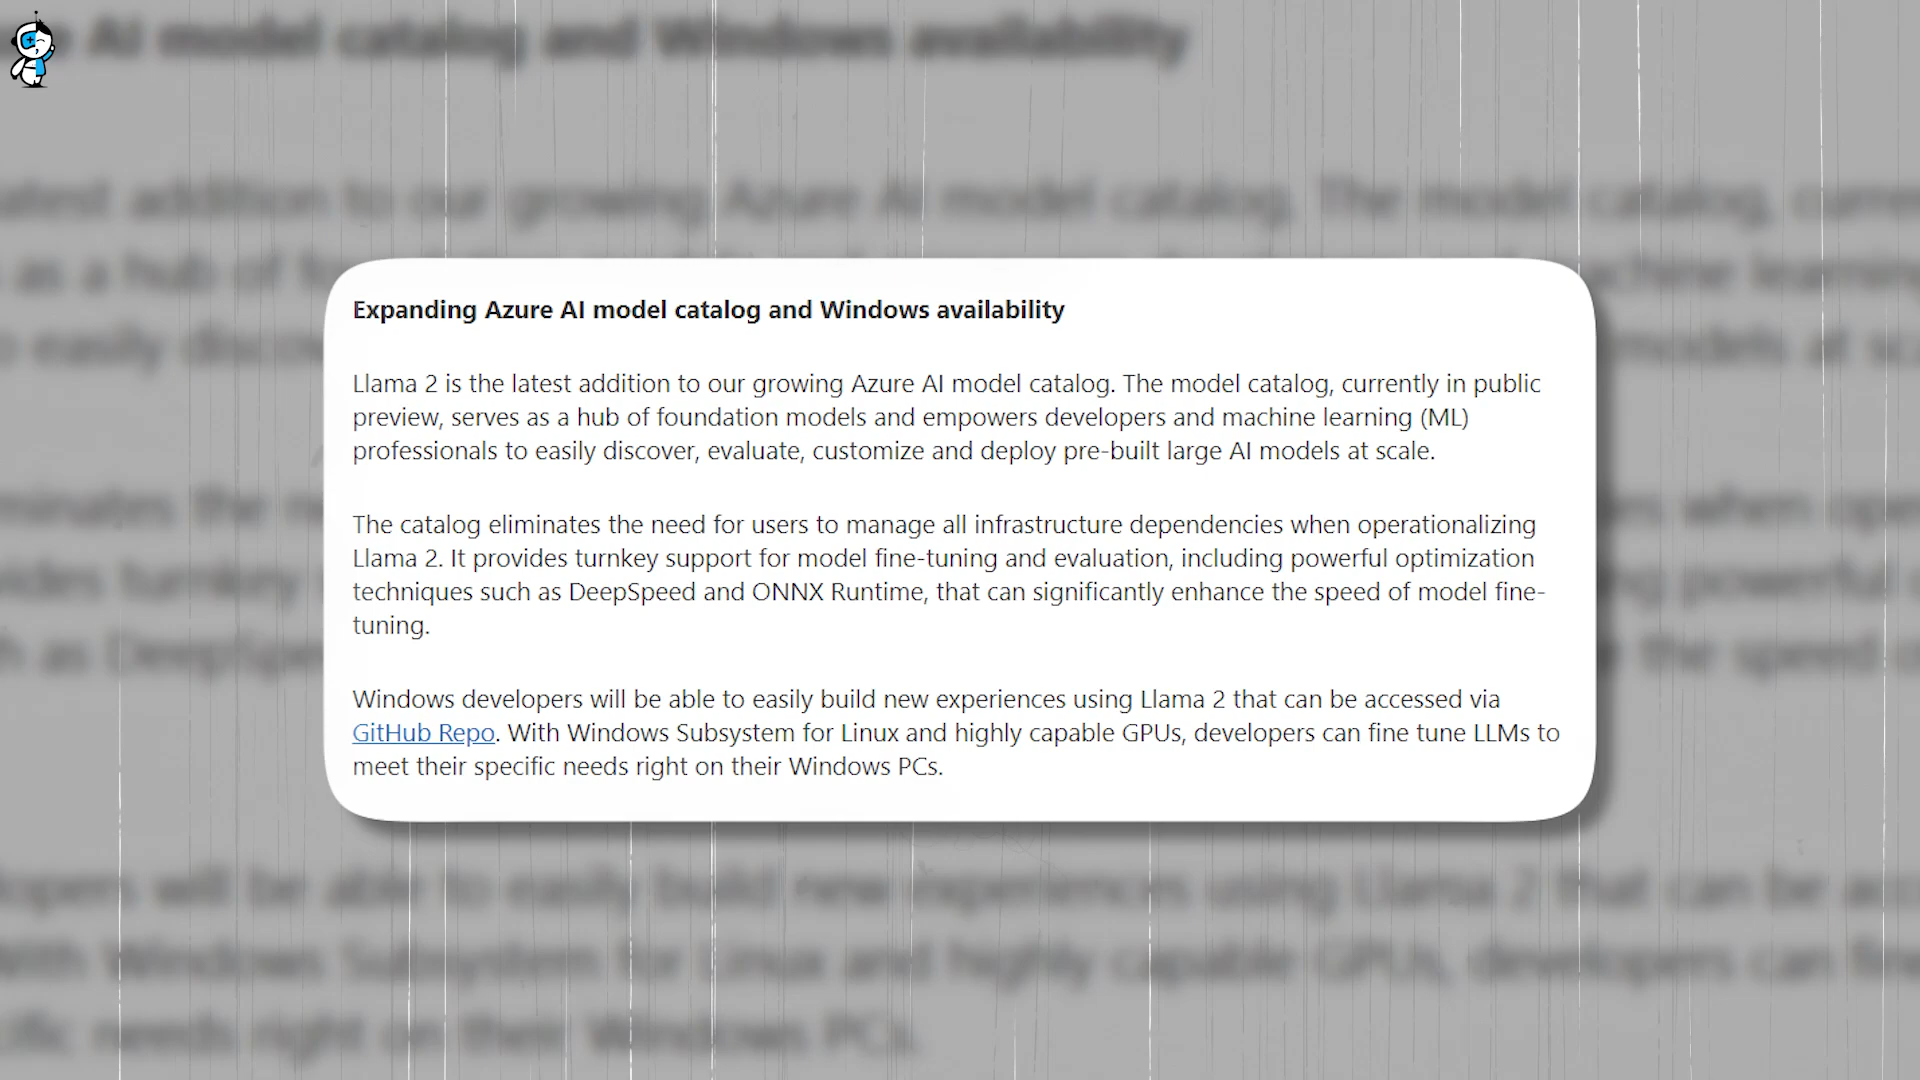 Expanding Azure AI model catalog and Windows availability
Llama 2 is the latest addition to our growing Azure AI model catalog. The model catalog, currently in public
preview, serves as a hub of foundation models and empowers developers and machine learning (ML)
professionals to easily discover, evaluate, customize and deploy pre-built large AI models at scale.
The catalog eliminates the need for users to manage all infrastructure dependencies when operationalizing
Llama 2. It provides turnkey support for model fine-tuning and evaluation, including powerful optimization
techniques such as DeepSpeed and ONNX Runtime, that can significantly enhance the speed of model fine-
tuning.
Windows developers will be able to easily build new experiences using Llama 2 that can be accessed via
GitHub Repo. With Windows Subsystem for Linux and highly capable GPUs, developers can fine tune LLMs to
meet their specific needs right on their Windows PCs.